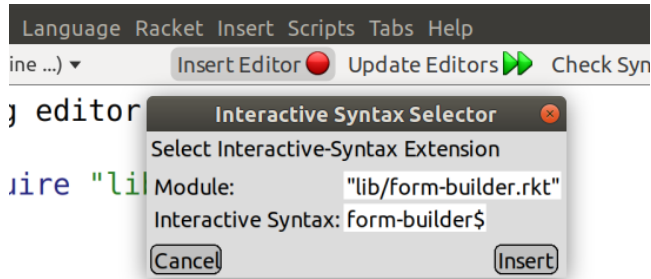 Language Racket Insert Scripts Tabs Help
ine ...) ▾ Insert Editor Update Editors Check Syn
g editor
Interactive Syntax Selector
Select Interactive-Syntax Extension
uire "lib
Module: "lib/form-builder.rkt"
Interactive Syntax: form-builder$
Cancel Insert